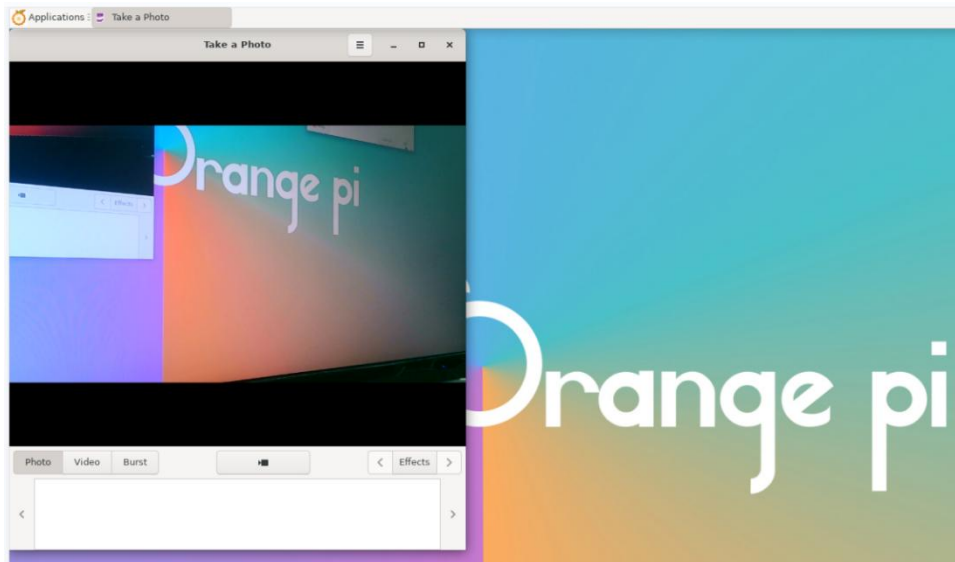 Applications
Take a Photo
Take a Photo
Orange pi
Effects
Photo
Video
Burst
Effects
Orange pi